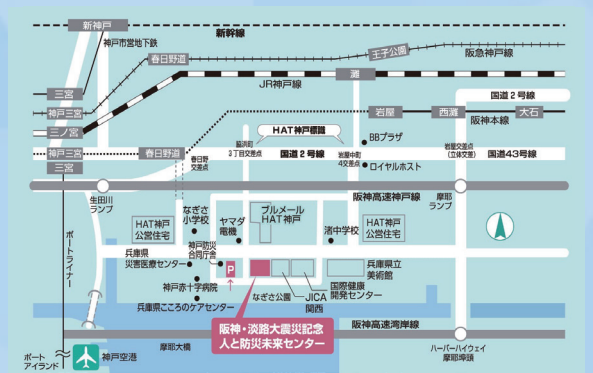 新幹線
新神戸
神戸市営地下鉄
春日野道
王子公園
阪急神戸線
灘
JR神戸線
三宮
神戸三宮
三ノ宮
国道2号線
岩屋
西灘
大石
阪神本線
HAT神戸標識
BBプラザ
神戸三宮
春日野道
春日野
交差点
脇浜町
3丁目交差点
国道2号線
岩屋中町
4交差点
ロイヤルホスト
岩屋交差点
(立体交差)
国道43号線
三宮
生田川
ランプ
阪神高速神戸線
摩耶
ランプ
ポートライナー
HAT神戸
公営住宅
なぎさ
小学校
ヤマダ
電機
ブルメール
HAT神戸
渚中学校
HAT神戸
公営住宅
兵庫県
災害医療センター
神戸防災
合同庁舎
P
神戸赤十字病院
兵庫県こころのケアセンター
なぎさ公園
JICA
関西
国際健康
開発センター
兵庫県立
美術館
阪神・淡路大震災記念
人と防災未来センター
阪神高速湾岸線
ポート
アイランド
神戸空港
摩耶大橋
ハーバーハイウェイ
摩耶埠頭